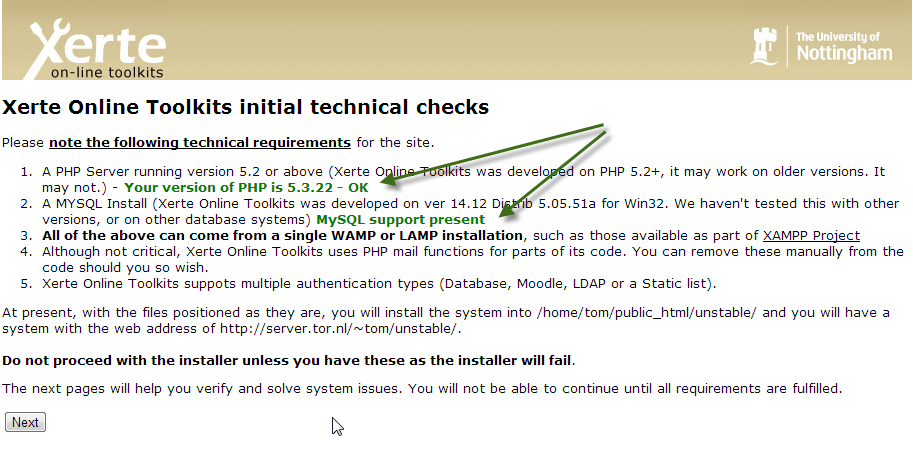 Xerte
on-line toolkits
The University of
Nottingham
Xerte Online Toolkits initial technical checks
Please note the following technical requirements for the site.
1. A PHP Server running version 5.2 or above (Xerte Online Toolkits was developed on PHP 5.2+, it may work on older versions. It
may not.) - Your version of PHP is 5.3.22 - OK
2. A MYSQL Install (Xerte Online Toolkits was developed on ver 14.12 Distrib 5.05.51a for Win32. We haven't tested this with other
versions, or on other database systems) MySQL support present
3. All of the above can come from a single WAMP or LAMP installation, such as those available as part of XAMPP Project
4. Although not critical, Xerte Online Toolkits uses PHP mail functions for parts of its code. You can remove these manually from the
code should you so wish.
5. Xerte Online Toolkits suppots multiple authentication types (Database, Moodle, LDAP or a Static list).
At present, with the files positioned as they are, you will install the system into /home/tom/public_html/unstable/ and you will have a
system with the web address of http://server.tor.nl/~tom/unstable/.
Do not proceed with the installer unless you have these as the installer will fail.
The next pages will help you verify and solve system issues. You will not be able to continue until all requirements are fulfilled.
Next